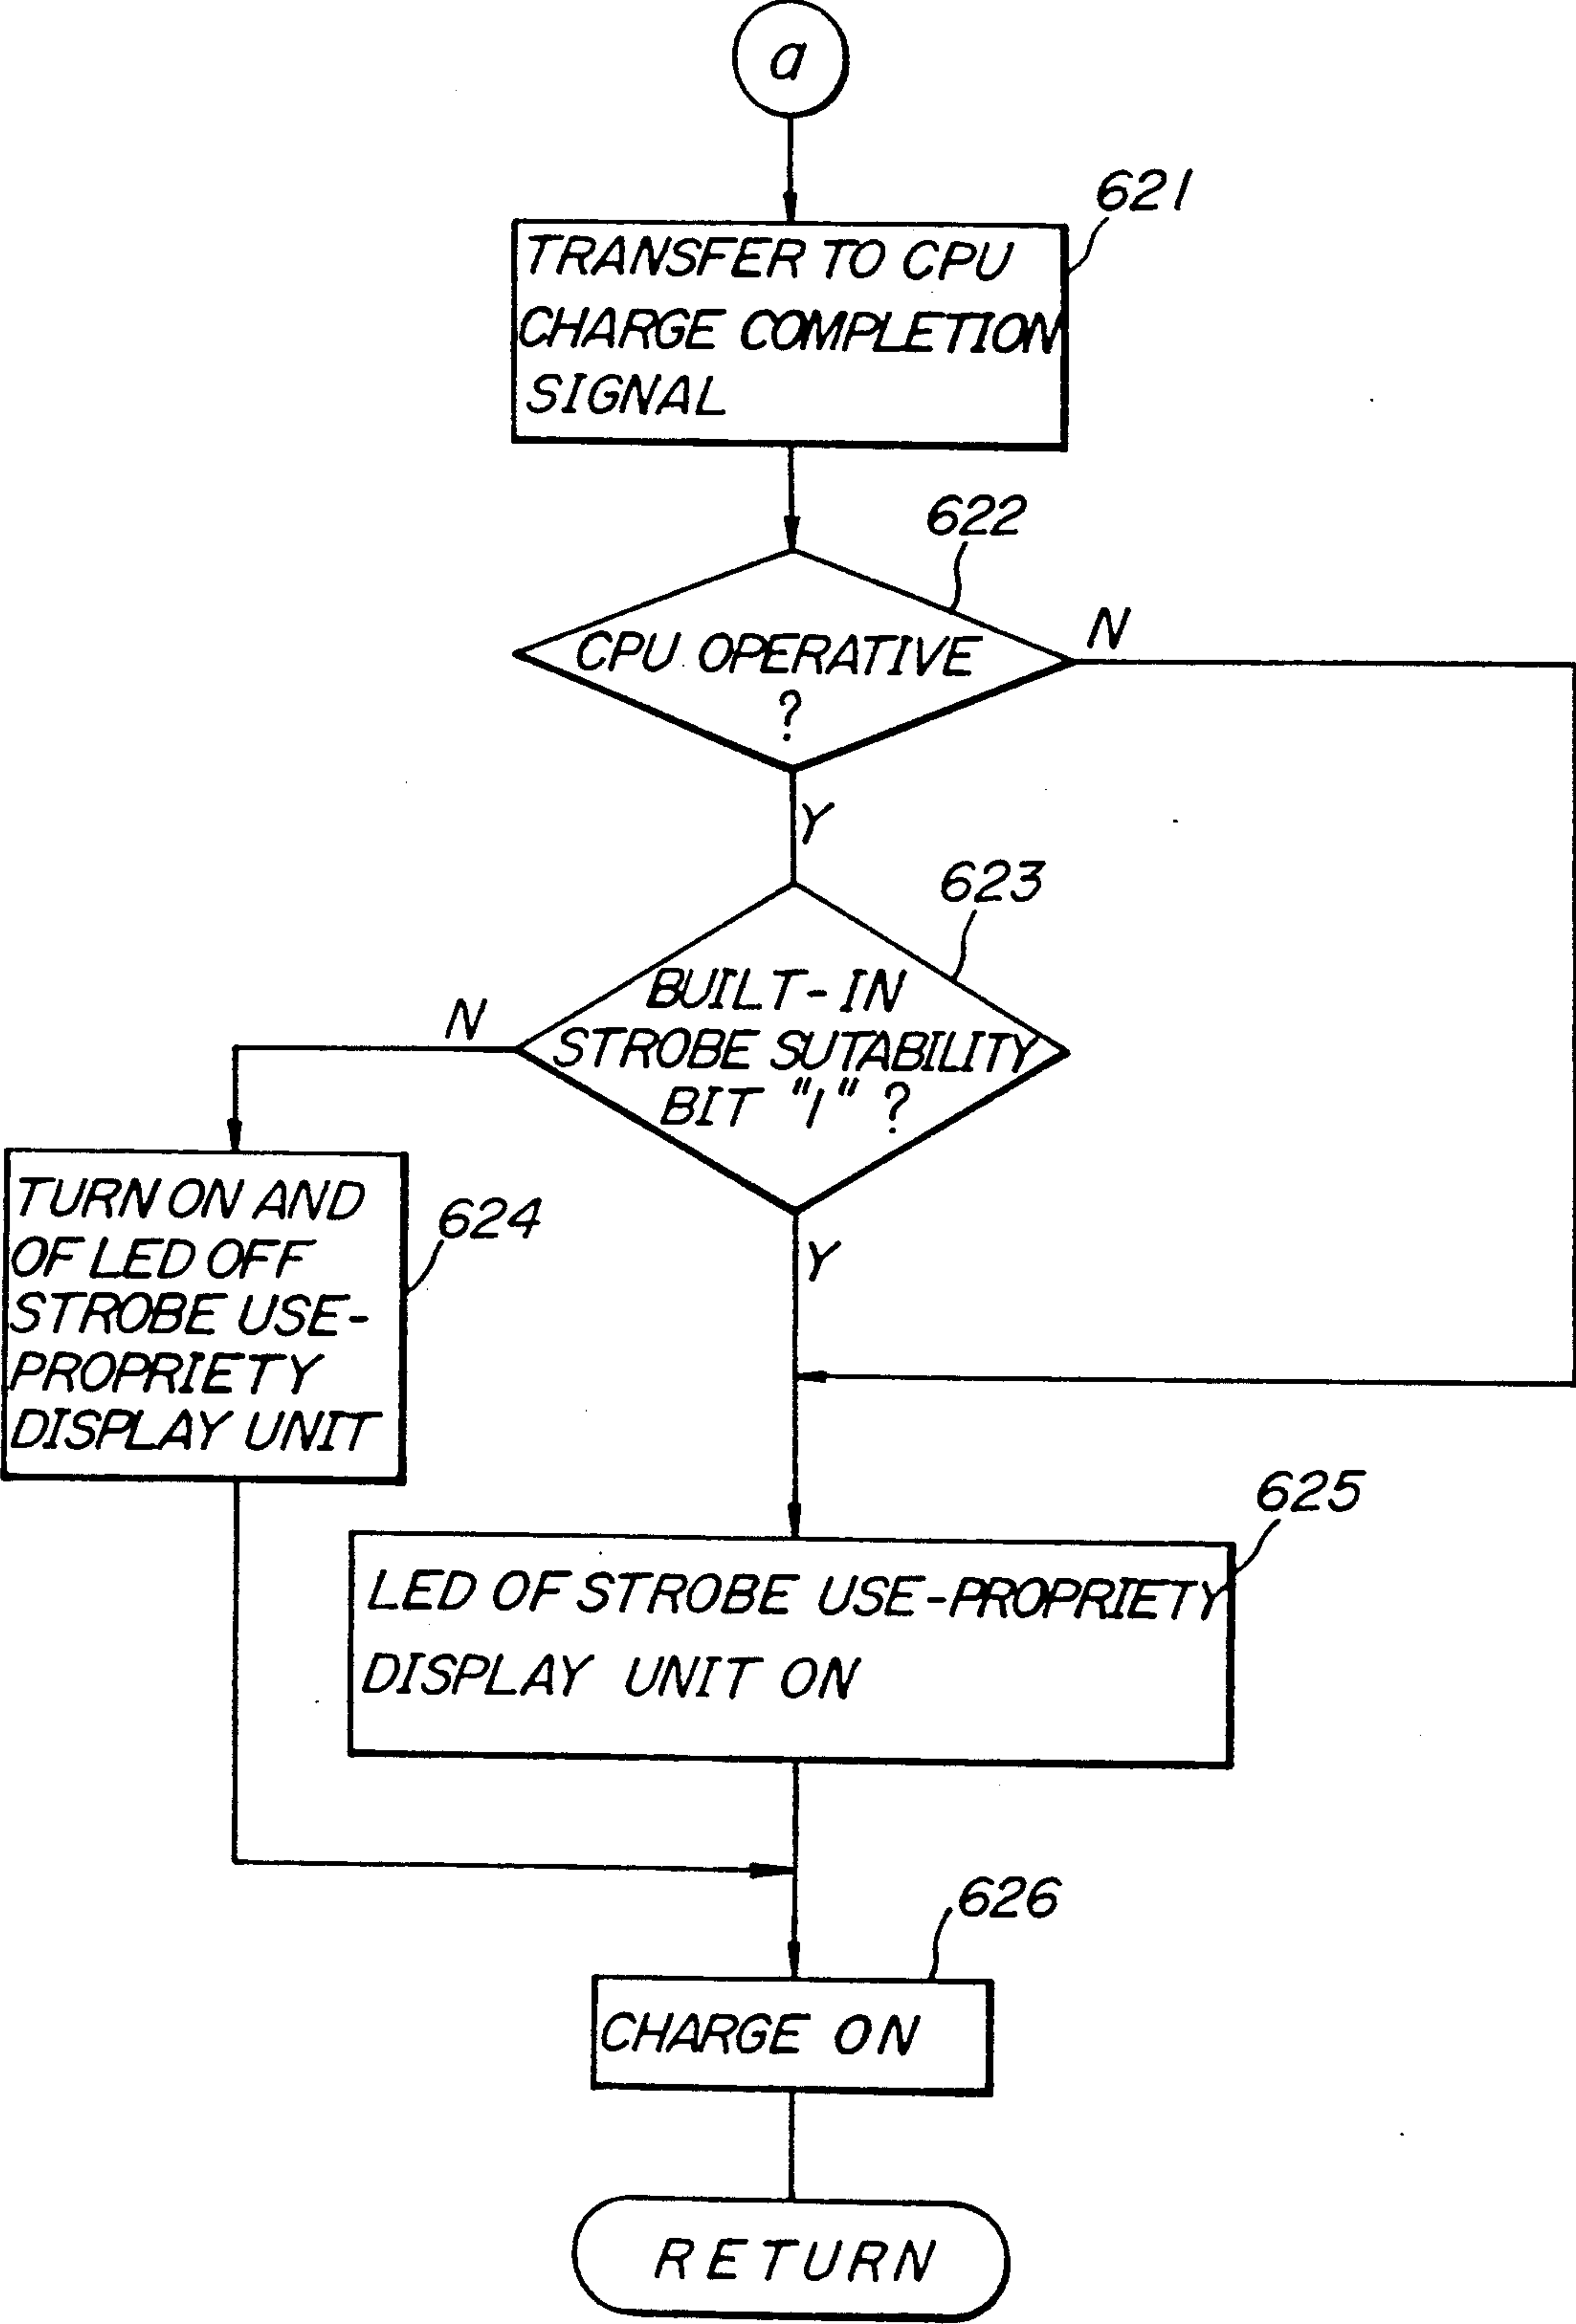 a
621
TRANSFER TO CPU
CHARGE COMPLETION
SIGNAL
622
CPU OPERATIVE
?
N
Y
623
BUILT-IN
STROBE SUTABILITY
BIT "1" ?
N
Y
624
TURN ON AND
OF LED OFF
STROBE USE-
PROPRIETY
DISPLAY UNIT
625
LED OF STROBE USE-PROPRIETY
DISPLAY UNIT ON
626
CHARGE ON
RETURN